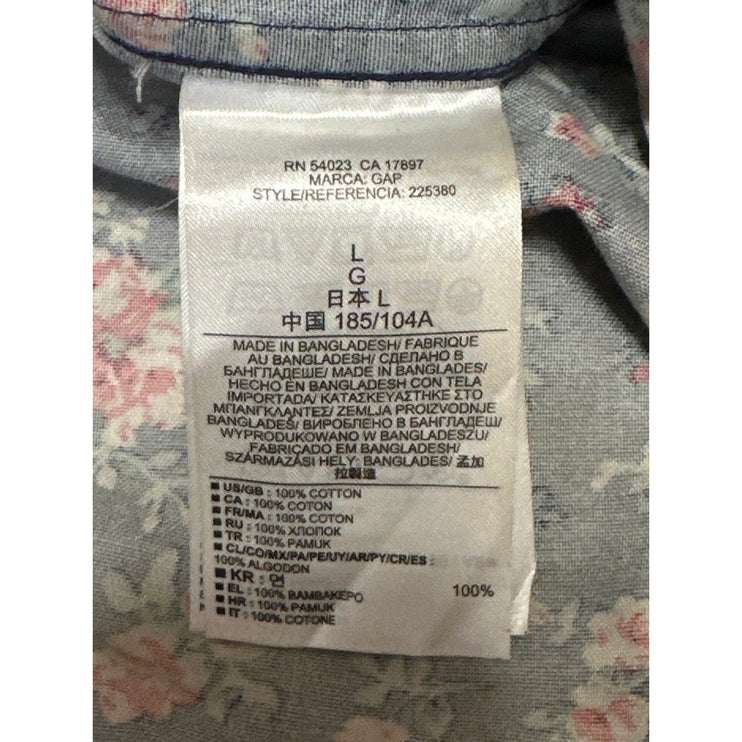 RN 54023 CA 17897
MARCA: GAP
STYLE/REFERENCIA: 225380
L
G
日本 L
中国 185/104A
MADE IN BANGLADESH/ FABRIQUE
AU BANGLADESH/ СДЕЛАНО В
БАНГЛАДЕШЕ/ MADE IN BANGLADES/
HECHO EN BANGLADESH CON TELA
IMPORTADA/ ΚΑΤΑΣΚΕΥΑΣΤΗΚΕ ΣΤΟ
ΜΠΑΝΓΚΛΑΝΤΕΣ/ ZEMLJA PROIZVODNJE
BANGLADEŠ/ ВИРОБЛЕНО В БАНГЛАДЕШ/
WYPRODUKOWANO W BANGLADESZU/
FABRICADO EM BANGLADESH/
SZÁRMAZÁSI HELY: BANGLADES/ 孟加
拉製造
■ US/GB : 100% COTTON
■ CA : 100% COTON
■ FR/MA : 100% COTON
■ RU : 100% ХЛОПОК
■ TR : 100% PAMUK
■ CL/CO/MX/PA/PE/UY/AR/PY/CR/ES :
100% ALGODON
■ KR : 면 100%
■ EL : 100% ΒΑΜΒΑΚΕΡΟ
■ HR : 100% PAMUK
■ IT : 100% COTONE